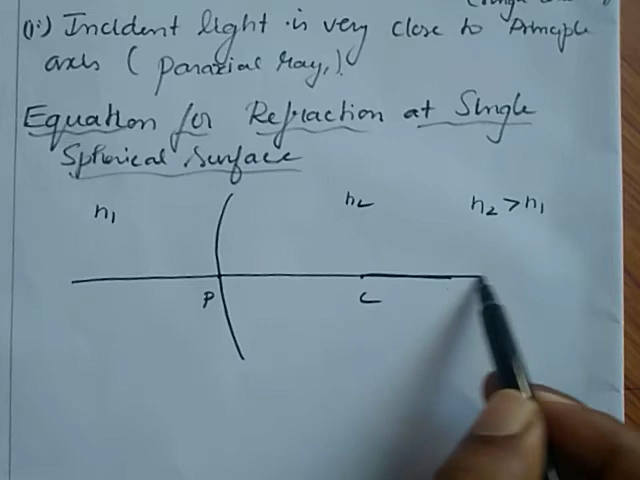 (ii) Incident light is very close to Principle
axis ( Paraxial ray,).
Equation for Refraction at Single
Spherical Surface
n1 n2 n2 > n1
P C